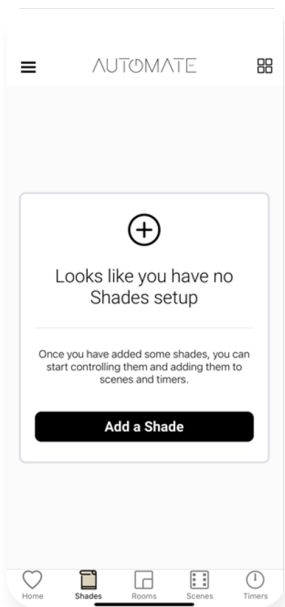 AUTOMATE
Looks like you have no
Shades setup
Once you have added some shades, you can
start controlling them and adding them to
scenes and timers.
Add a Shade
Home Shades Rooms Scenes Timers